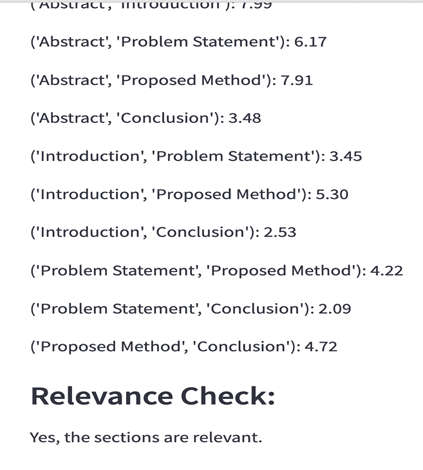 ('Abstract', 'Introduction'): 7.99
('Abstract', 'Problem Statement'): 6.17
('Abstract', 'Proposed Method'): 7.91
('Abstract', 'Conclusion'): 3.48
('Introduction', 'Problem Statement'): 3.45
('Introduction', 'Proposed Method'): 5.30
('Introduction', 'Conclusion'): 2.53
('Problem Statement', 'Proposed Method'): 4.22
('Problem Statement', 'Conclusion'): 2.09
('Proposed Method', 'Conclusion'): 4.72
Relevance Check:
Yes, the sections are relevant.